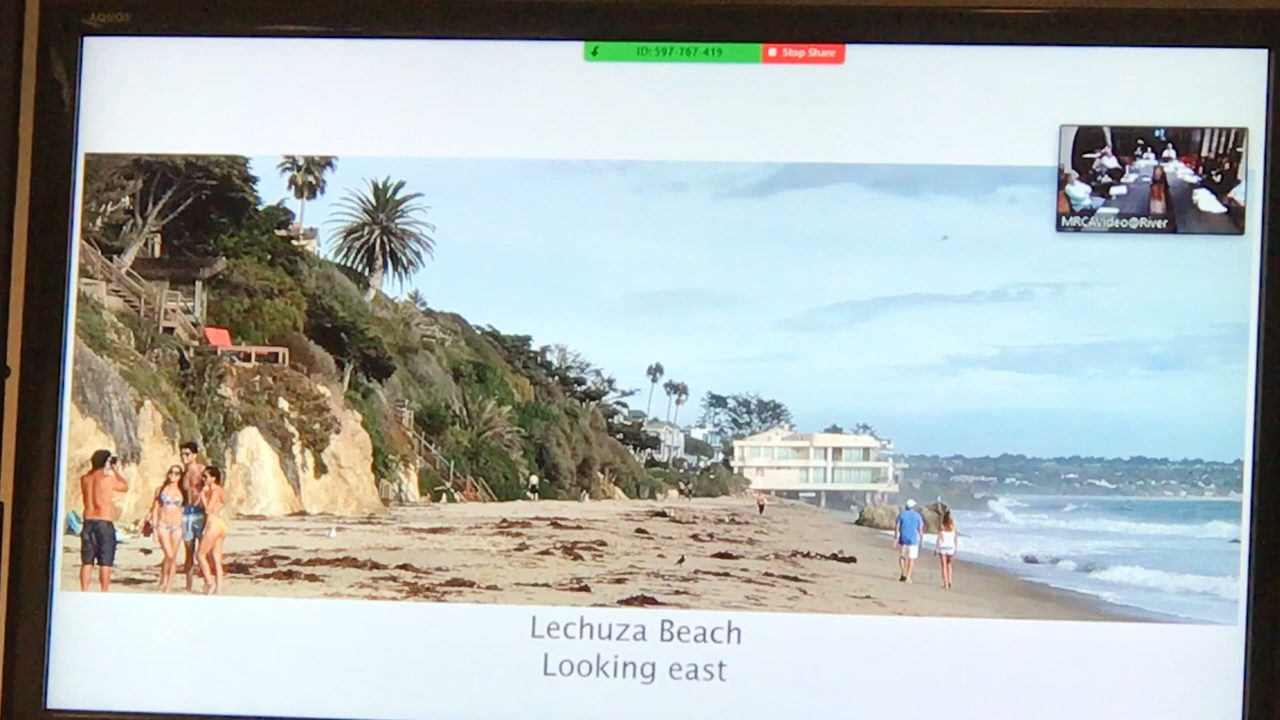 AQUOS
ID: 597-767-419
Stop Share
MRCAVideo@River
Lechuza Beach
Looking east